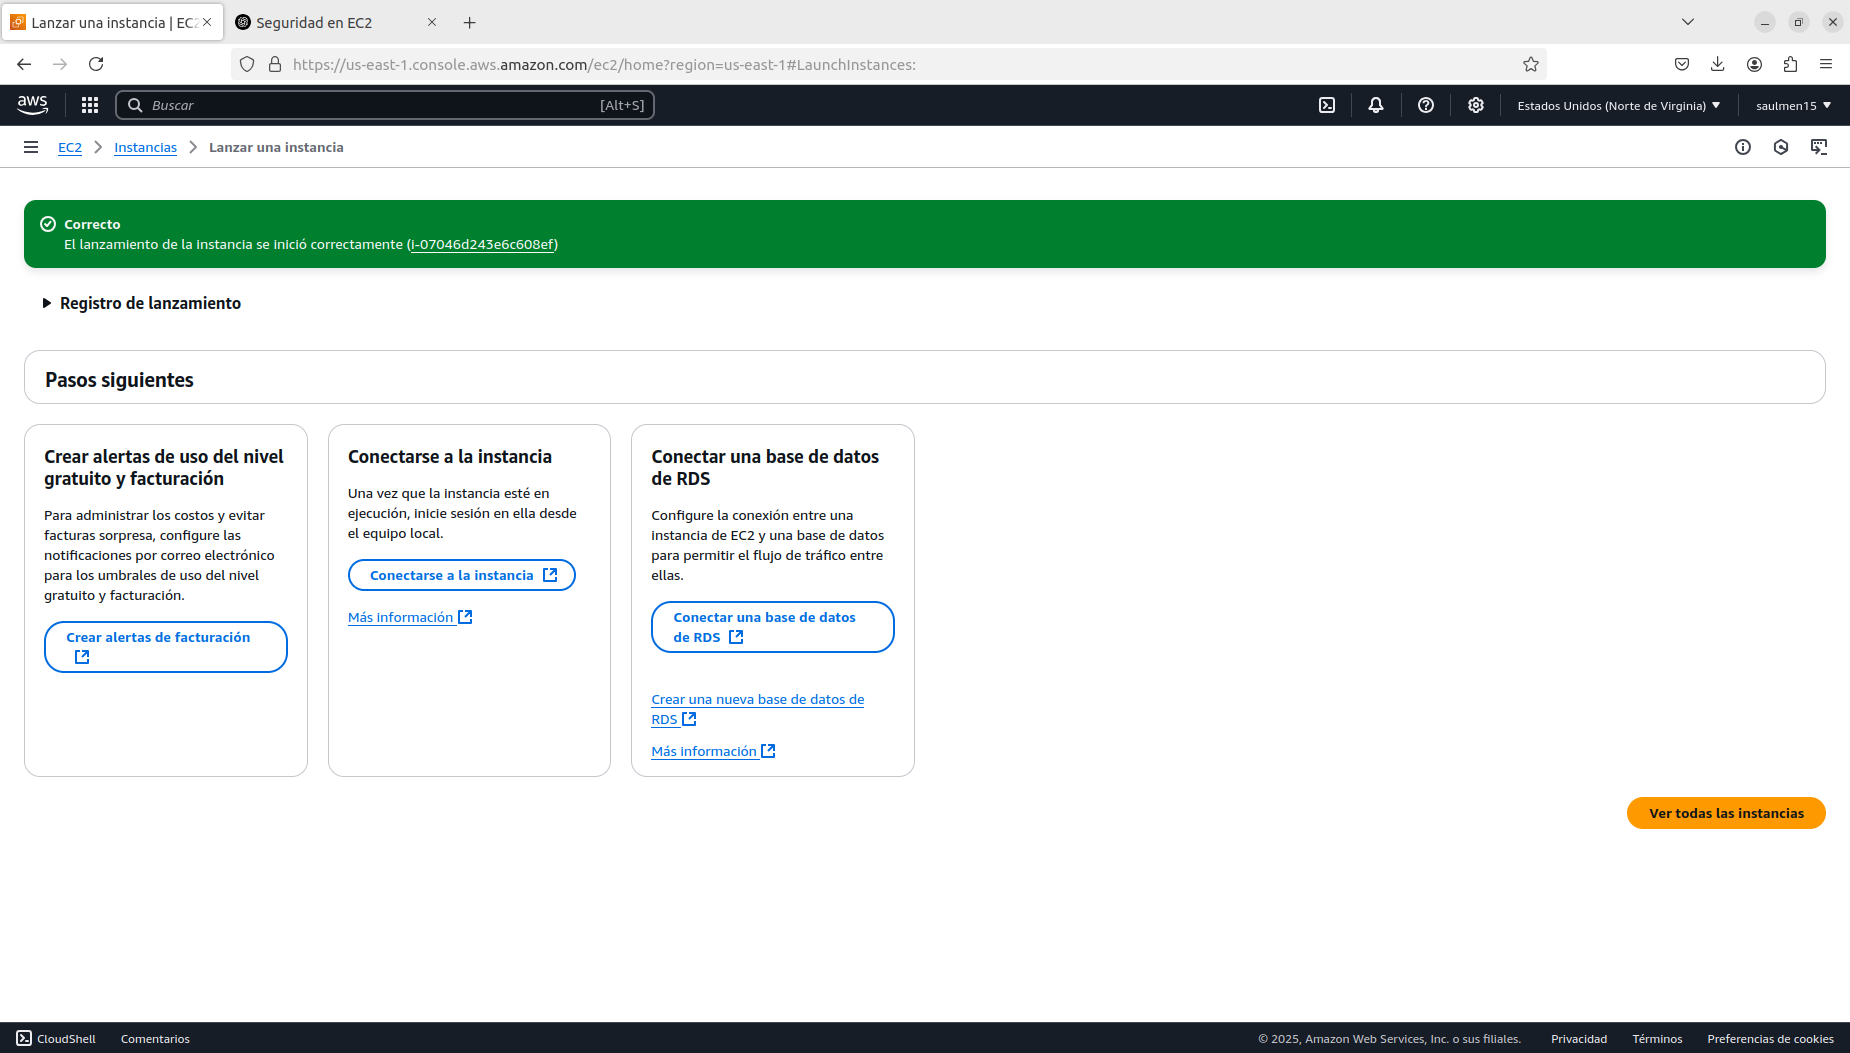 Lanzar una instancia | EC2
Seguridad en EC2
https://us-east-1.console.aws.amazon.com/ec2/home?region=us-east-1#LaunchInstances:
aws
Buscar
[Alt+S]
Estados Unidos (Norte de Virginia)
saulmen15
EC2
Instancias
Lanzar una instancia
Correcto
El lanzamiento de la instancia se inició correctamente (i-07046d243e6c608ef)
Registro de lanzamiento
Pasos siguientes
Crear alertas de uso del nivel
gratuito y facturación
Para administrar los costos y evitar
facturas sorpresa, configure las
notificaciones por correo electrónico
para los umbrales de uso del nivel
gratuito y facturación.
Crear alertas de facturación
Conectarse a la instancia
Una vez que la instancia esté en
ejecución, inicie sesión en ella desde
el equipo local.
Conectarse a la instancia
Más información
Conectar una base de datos
de RDS
Configure la conexión entre una
instancia de EC2 y una base de datos
para permitir el flujo de tráfico entre
ellas.
Conectar una base de datos
de RDS
Crear una nueva base de datos de
RDS
Más información
Ver todas las instancias
CloudShell
Comentarios
© 2025, Amazon Web Services, Inc. o sus filiales.
Privacidad
Términos
Preferencias de cookies